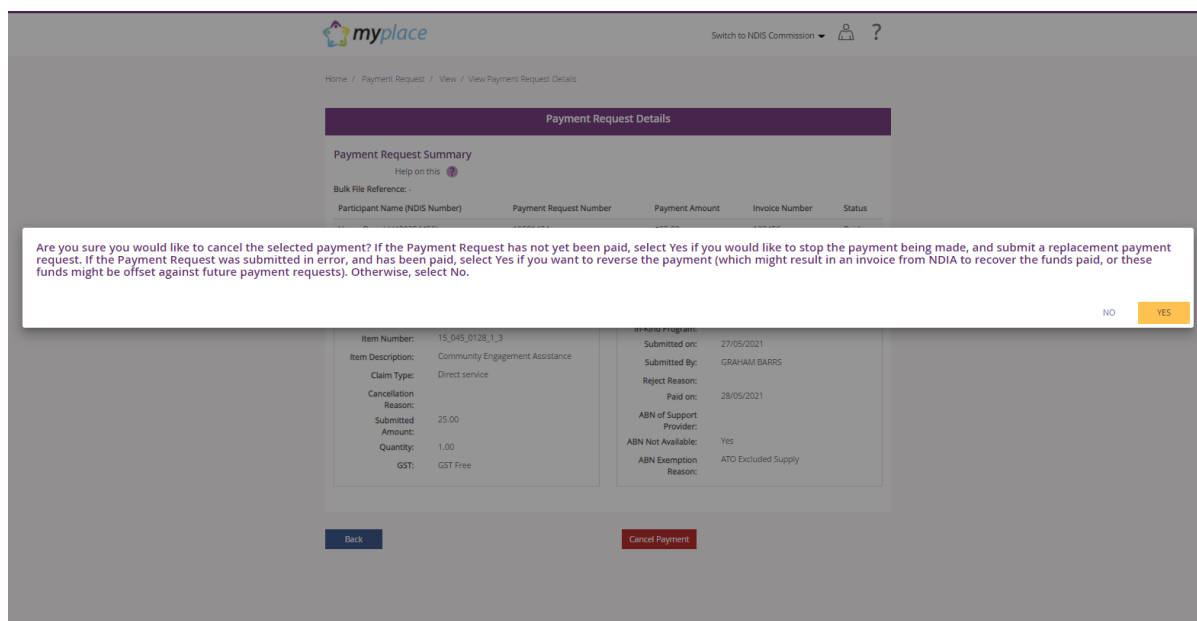 myplace
Switch to NDIS Commission
?
Home / Payment Request / View / View Payment Request Details
Payment Request Details
Payment Request Summary
Help on this ?
Bulk File Reference: -
Participant Name (NDIS Number) Payment Request Number Payment Amount Invoice Number Status
Are you sure you would like to cancel the selected payment? If the Payment Request has not yet been paid, select Yes if you would like to stop the payment being made, and submit a replacement payment
request. If the Payment Request was submitted in error, and has been paid, select Yes if you want to reverse the payment (which might result in an invoice from NDIA to recover the funds paid, or these
funds might be offset against future payment requests). Otherwise, select No.
NO YES
In-Kind Program:
Item Number: 15_045_0128_1_3
Submitted on: 27/05/2021
Item Description: Community Engagement Assistance
Submitted By: GRAHAM BARRS
Claim Type: Direct service
Reject Reason:
Cancellation
Reason:
Paid on: 28/05/2021
Submitted
Amount: 25.00
ABN of Support
Provider:
Quantity: 1.00
ABN Not Available: Yes
GST: GST Free
ABN Exemption
Reason: ATO Excluded Supply
Back Cancel Payment